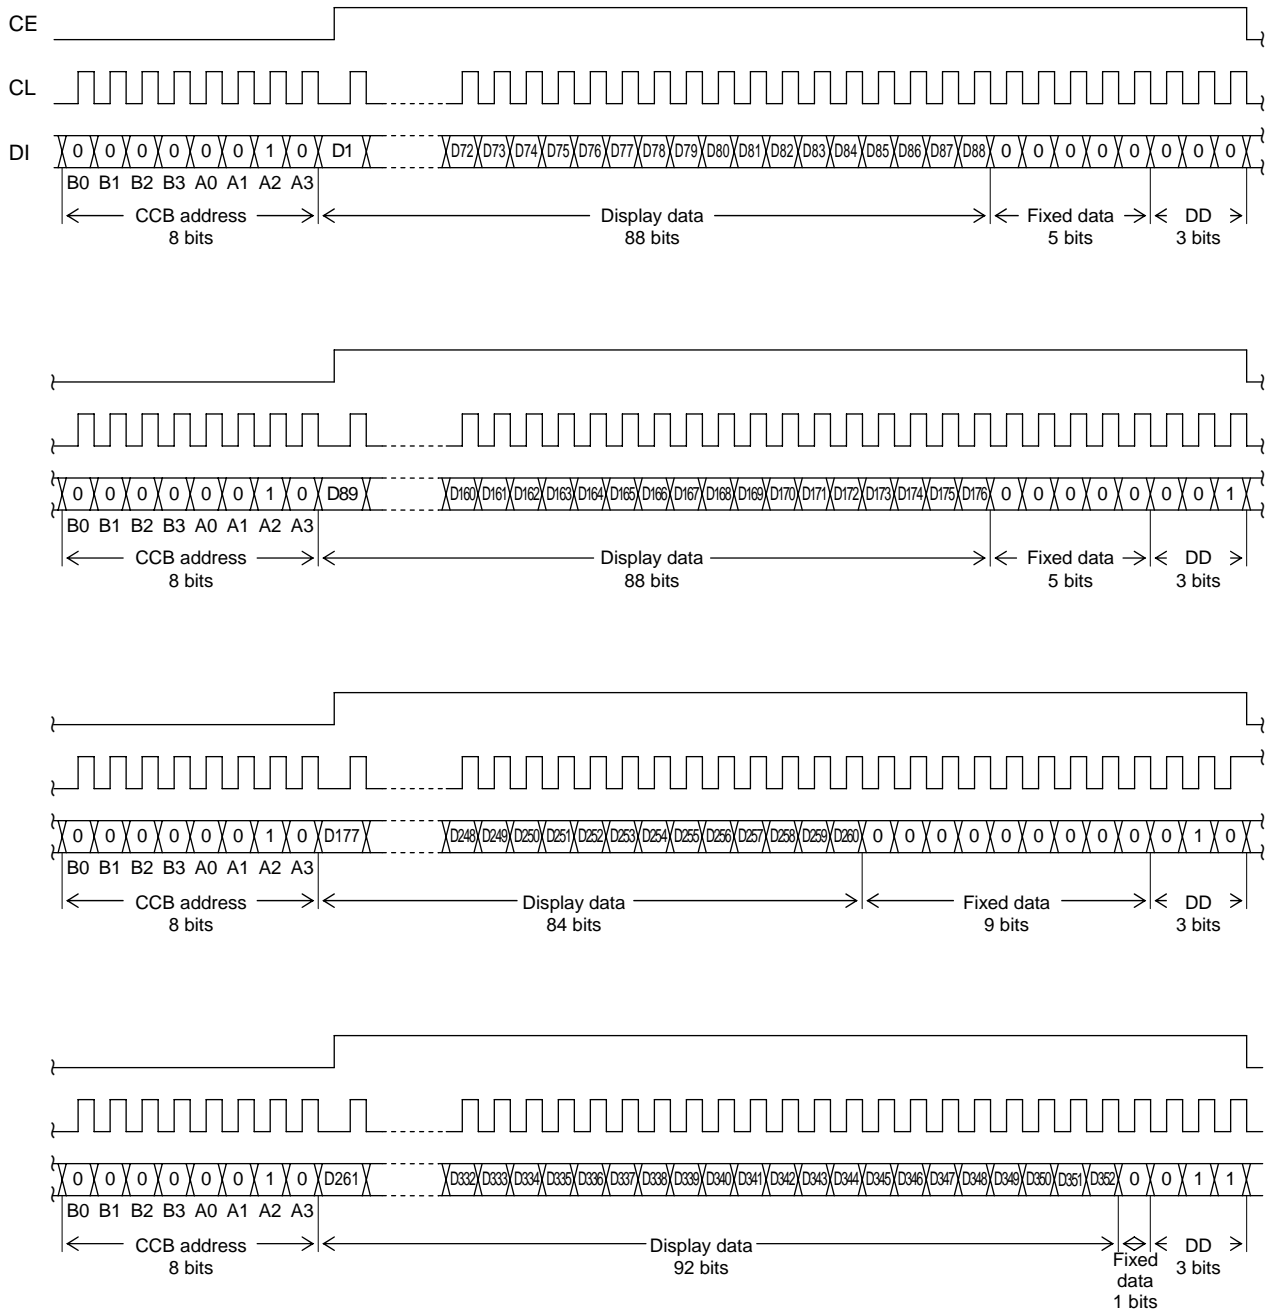 CE
CL
DI 0 0 0 0 0 0 1 0 D1 D72 D73 D74 D75 D76 D77 D78 D79 D80 D81 D82 D83 D84 D85 D86 D87 D88 0 0 0 0 0 0 0 0
B0 B1 B2 B3 A0 A1 A2 A3
CCB address Display data Fixed data DD
8 bits 88 bits 5 bits 3 bits
0 0 0 0 0 0 1 0 D89 D160 D161 D162 D163 D164 D165 D166 D167 D168 D169 D170 D171 D172 D173 D174 D175 D176 0 0 0 0 0 0 0 1
B0 B1 B2 B3 A0 A1 A2 A3
CCB address Display data Fixed data DD
8 bits 88 bits 5 bits 3 bits
0 0 0 0 0 0 1 0 D177 D248 D249 D250 D251 D252 D253 D254 D255 D256 D257 D258 D259 D260 0 0 0 0 0 0 0 0 0 0 1 0
B0 B1 B2 B3 A0 A1 A2 A3
CCB address Display data Fixed data DD
8 bits 84 bits 9 bits 3 bits
0 0 0 0 0 0 1 0 D261 D332 D333 D334 D335 D336 D337 D338 D339 D340 D341 D342 D343 D344 D345 D346 D347 D348 D349 D350 D351 D352 0 0 1 1
B0 B1 B2 B3 A0 A1 A2 A3
CCB address Display data Fixed DD
8 bits 92 bits data 3 bits
1 bits